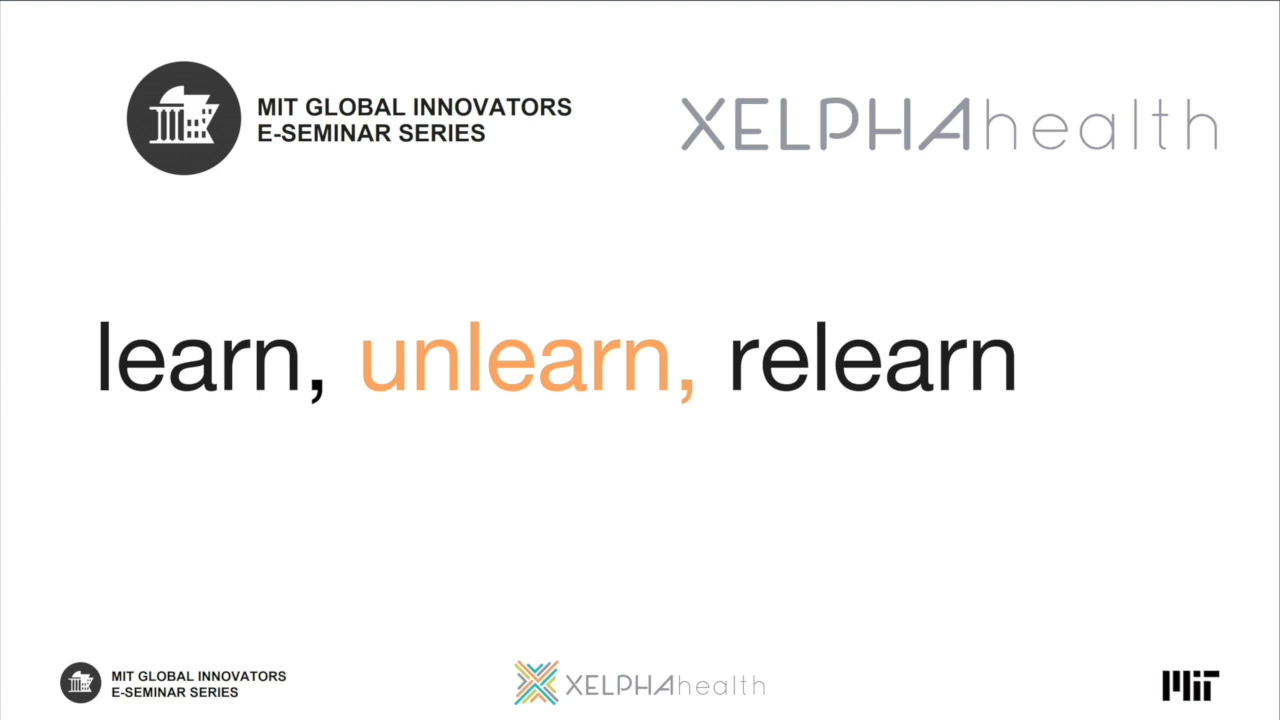 MIT GLOBAL INNOVATORS
E-SEMINAR SERIES
XELPHAhealth
learn, unlearn, relearn
MIT GLOBAL INNOVATORS
E-SEMINAR SERIES
XELPHAhealth
MIT